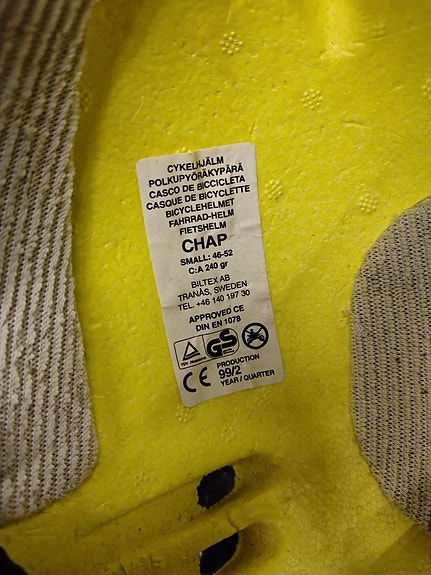 CYKELHJÄLM
POLKUPYÖRÄKYPÄRÄ
CASCO DE BICCICLETA
CASQUE DE BICYCLETTE
BICYCLEHELMET
FAHRRAD-HELM
FIETSHELM
CHAP
SMALL: 46-52
C:A 240 gr
BILTEX AB
TRANÅS, SWEDEN
TEL. +46 140 197 30
APPROVED CE
DIN EN 1078
GS
CE
PRODUCTION
99/2
YEAR / QUARTER